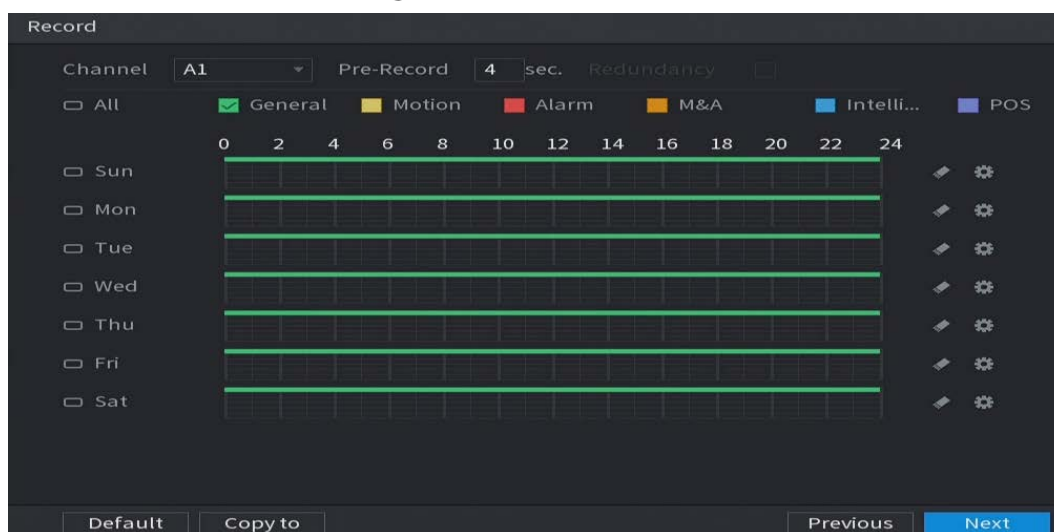 Record
Channel A1 Pre-Record 4 sec. Redundancy
All General Motion Alarm M&A Intelli... POS
0 2 4 6 8 10 12 14 16 18 20 22 24
Sun
Mon
Tue
Wed
Thu
Fri
Sat
Default Copy to Previous Next